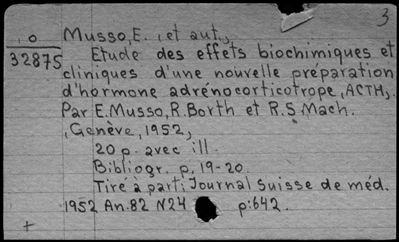 3
O Musso, E. (et aut.,
32875 Etude des effets biochimiques et
cliniques d'une nouvelle préparation
d'hormone adrénocorticotrope, ACTH,.
Par E. Musso, R. Borth et R.S. Mach.
(Genève, 1952,
20 p. avec ill.
Bibliogr. p. 19-20.
Tiré à part: Journal Suisse de méd.
1952 An. 82 N24 p: 642.
+